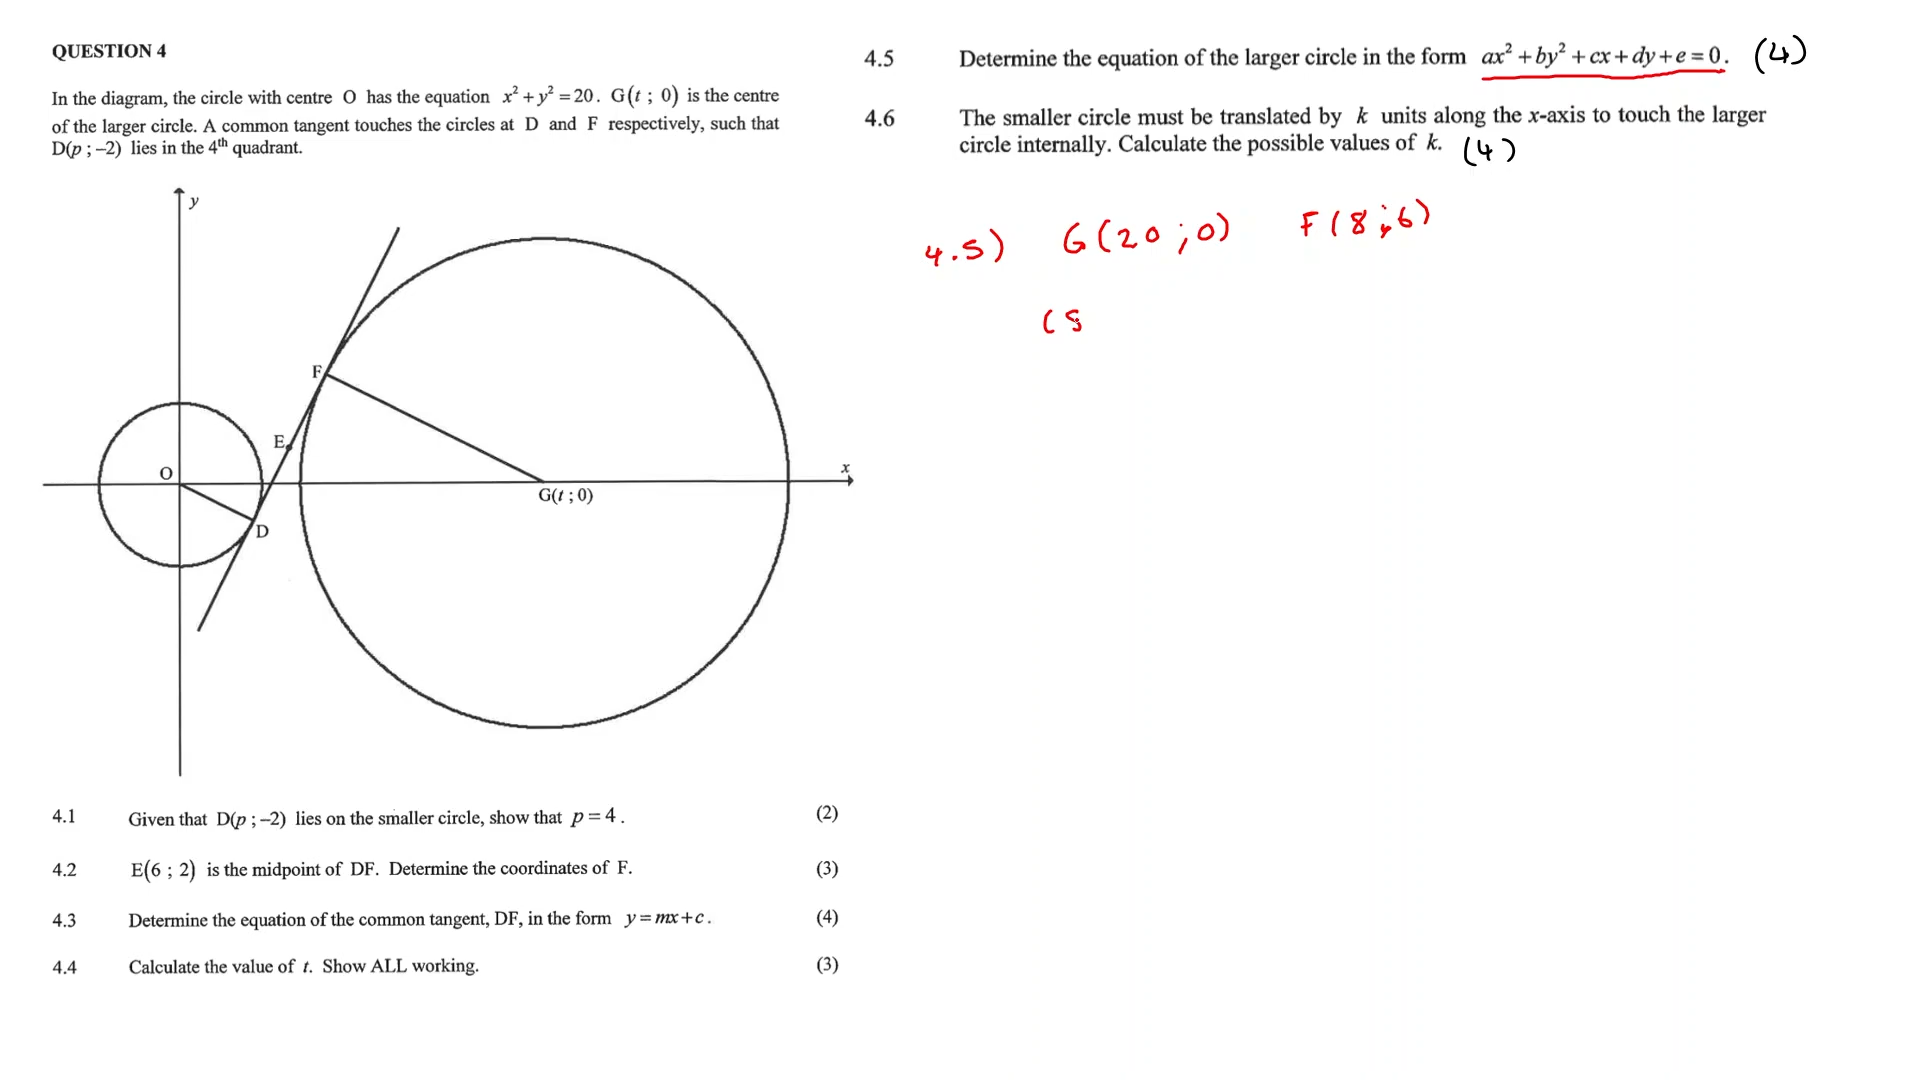 QUESTION 4
In the diagram, the circle with centre O has the equation x² + y² = 20. G(t ; 0) is the centre
of the larger circle. A common tangent touches the circles at D and F respectively, such that
D(p ; –2) lies in the 4th quadrant.
y
F
E
O
x
G(t ; 0)
D
4.1 Given that D(p ; –2) lies on the smaller circle, show that p = 4. (2)
4.2 E(6 ; 2) is the midpoint of DF. Determine the coordinates of F. (3)
4.3 Determine the equation of the common tangent, DF, in the form y = mx + c. (4)
4.4 Calculate the value of t. Show ALL working. (3)
4.5 Determine the equation of the larger circle in the form ax² + by² + cx + dy + e = 0. (4)
4.6 The smaller circle must be translated by k units along the x-axis to touch the larger
circle internally. Calculate the possible values of k. (4)
4.5) G(20 ; 0) F(8 ; 6)
(8